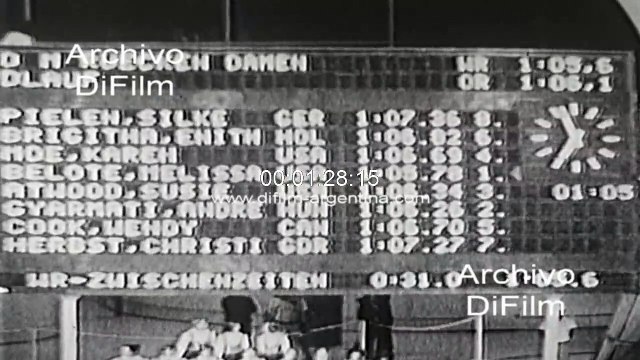 DAMEN WR 1:05,6
OR 1:06,1
Archivo
DiFilm
PIELEN,SILKE GER 1:07.36 8.
BRIGITHA,ENITH HOL 1:06.82 6.
MOE,KAREN 1:06.69 4.
BELOTE,MELISSA 1:05.78 1.
00:01:28:15
ATWOOD,SUSIE 3.
www.difilm-argentina.com
01:05
GYARMATI,ANDRE 2.
COOK,WENDY CAN 1:06.70 5.
HERBST,CHRISTI GDR 1:07.27 7.
WR-ZWISCHENZEITEN 0:31.0
Archivo
DiFilm